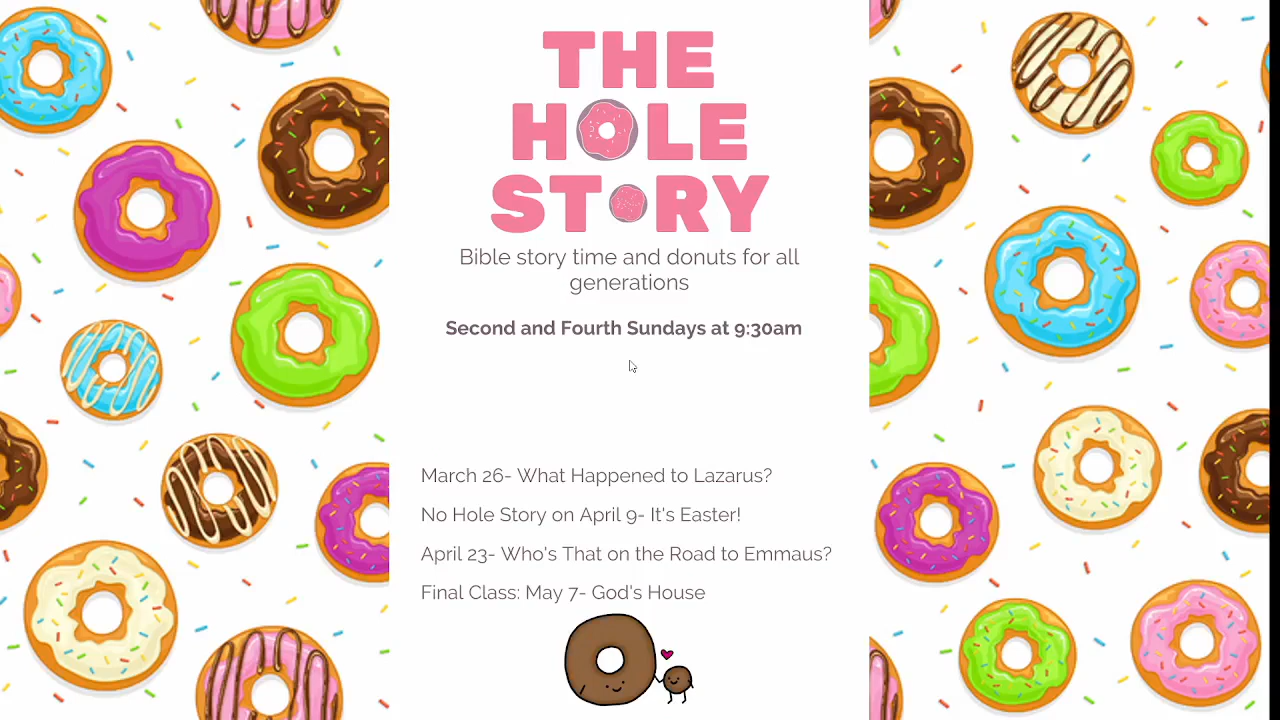 THE
HOLE
STORY
Bible story time and donuts for all
generations
Second and Fourth Sundays at 9:30am
March 26- What Happened to Lazarus?
No Hole Story on April 9- It's Easter!
April 23- Who's That on the Road to Emmaus?
Final Class: May 7- God's House